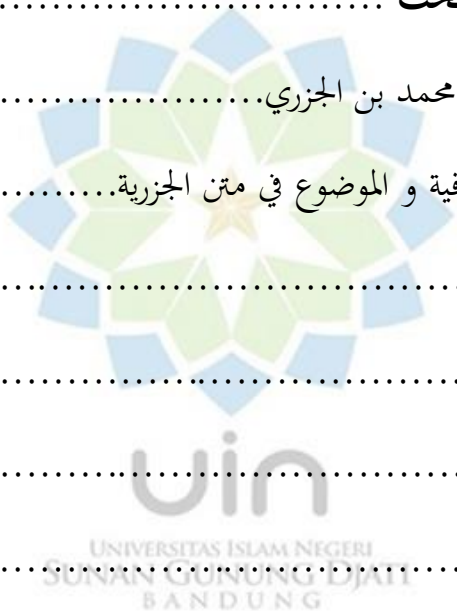 محمد بن الجزري....................
فية و الموضوع في متن الجزرية.........
uin
UNIVERSITAS ISLAM NEGERI
SUNAN GUNUNG DJATI
BANDUNG